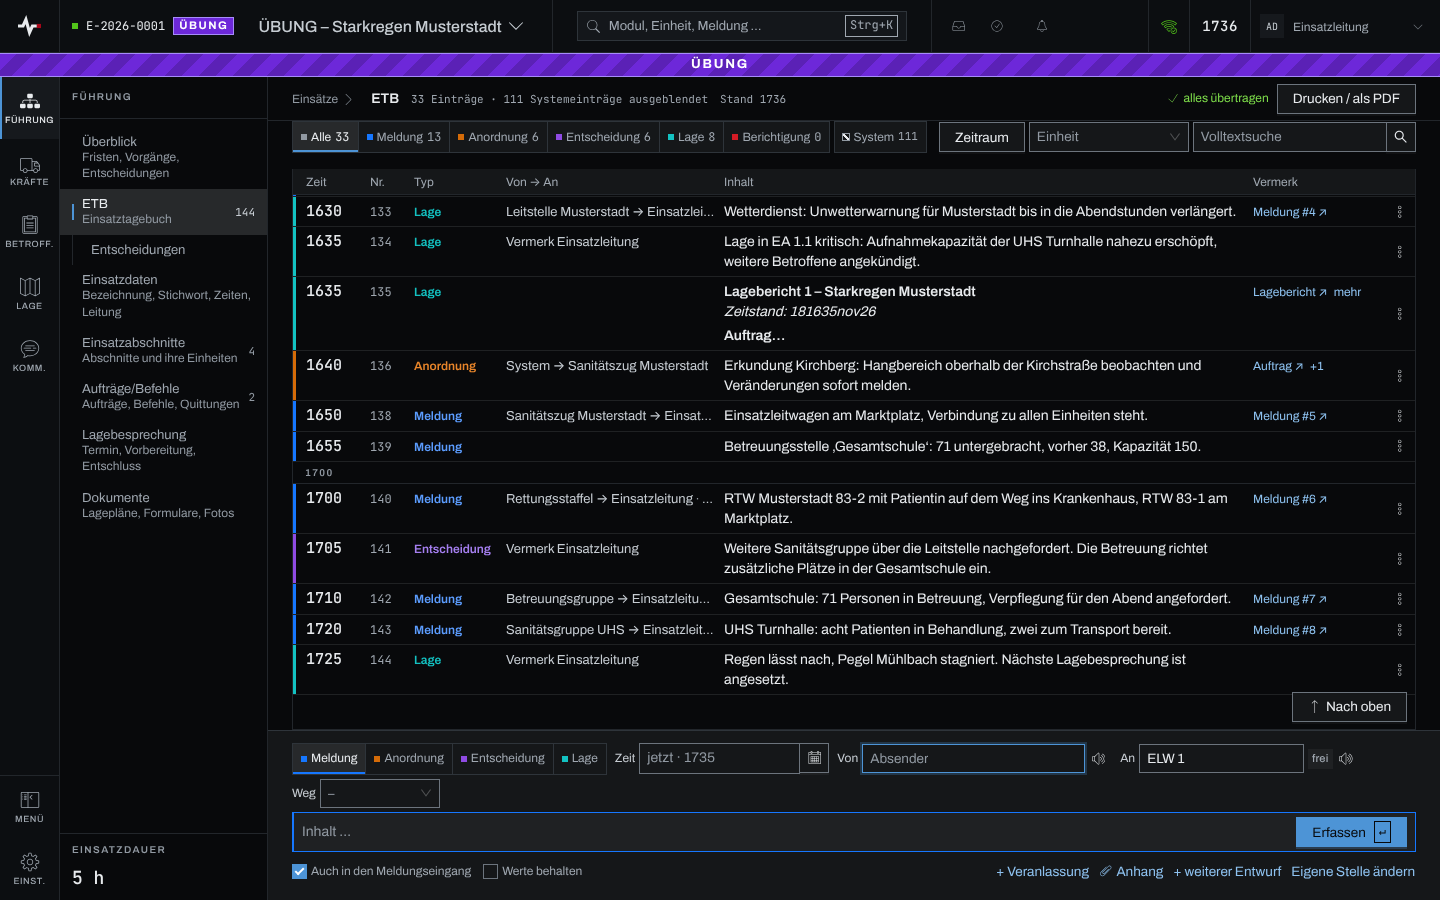 E-2026-0001 ÜBUNG ÜBUNG – Starkregen Musterstadt
Modul, Einheit, Meldung ... Strg+K
1736 AD Einsatzleitung
ÜBUNG
FÜHRUNG
KRÄFTE
BETROFF.
LAGE
KOMM.
MENÜ
EINST.
FÜHRUNG
Überblick
Fristen, Vorgänge,
Entscheidungen
ETB
Einsatztagebuch 144
Entscheidungen
Einsatzdaten
Bezeichnung, Stichwort, Zeiten,
Leitung
Einsatzabschnitte
Abschnitte und ihre Einheiten 4
Aufträge/Befehle
Aufträge, Befehle, Quittungen 2
Lagebesprechung
Termin, Vorbereitung,
Entschluss
Dokumente
Lagepläne, Formulare, Fotos
EINSATZDAUER
5 h
Einsätze ETB 33 Einträge · 111 Systemeinträge ausgeblendet Stand 1736
alles übertragen Drucken / als PDF
Alle 33 Meldung 13 Anordnung 6 Entscheidung 6 Lage 8 Berichtigung 0 System 111 Zeitraum Einheit Volltextsuche
Zeit Nr. Typ Von → An Inhalt Vermerk
1630 133 Lage Leitstelle Musterstadt → Einsatzlei... Wetterdienst: Unwetterwarnung für Musterstadt bis in die Abendstunden verlängert. Meldung #4 ↗
1635 134 Lage Vermerk Einsatzleitung Lage in EA 1.1 kritisch: Aufnahmekapazität der UHS Turnhalle nahezu erschöpft,
weitere Betroffene angekündigt.
1635 135 Lage Lagebericht 1 – Starkregen Musterstadt Lagebericht ↗ mehr
Zeitstand: 181635nov26
Auftrag...
1640 136 Anordnung System → Sanitätszug Musterstadt Erkundung Kirchberg: Hangbereich oberhalb der Kirchstraße beobachten und Auftrag ↗ +1
Veränderungen sofort melden.
1650 138 Meldung Sanitätszug Musterstadt → Einsat... Einsatzleitwagen am Marktplatz, Verbindung zu allen Einheiten steht. Meldung #5 ↗
1655 139 Meldung Betreuungsstelle ‚Gesamtschule‘: 71 untergebracht, vorher 38, Kapazität 150.
1700
1700 140 Meldung Rettungsstaffel → Einsatzleitung · ... RTW Musterstadt 83-2 mit Patientin auf dem Weg ins Krankenhaus, RTW 83-1 am Meldung #6 ↗
Marktplatz.
1705 141 Entscheidung Vermerk Einsatzleitung Weitere Sanitätsgruppe über die Leitstelle nachgefordert. Die Betreuung richtet
zusätzliche Plätze in der Gesamtschule ein.
1710 142 Meldung Betreuungsgruppe → Einsatzleitu... Gesamtschule: 71 Personen in Betreuung, Verpflegung für den Abend angefordert. Meldung #7 ↗
1720 143 Meldung Sanitätsgruppe UHS → Einsatzleit... UHS Turnhalle: acht Patienten in Behandlung, zwei zum Transport bereit. Meldung #8 ↗
1725 144 Lage Vermerk Einsatzleitung Regen lässt nach, Pegel Mühlbach stagniert. Nächste Lagebesprechung ist
angesetzt.
↑ Nach oben
Meldung Anordnung Entscheidung Lage Zeit jetzt · 1735 Von Absender An ELW 1 frei
Weg –
Inhalt ... Erfassen ↵
Auch in den Meldungseingang Werte behalten + Veranlassung Anhang + weiterer Entwurf Eigene Stelle ändern